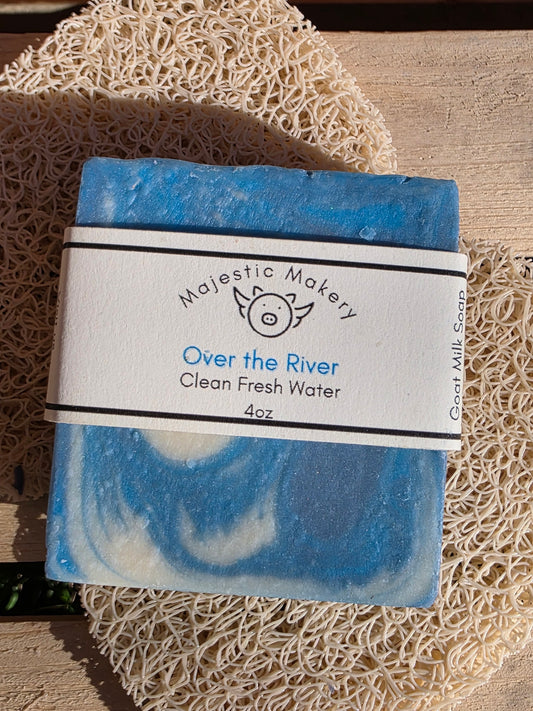 Majestic Makery
Over the River
Clean Fresh Water
4oz
Goat Milk Soap